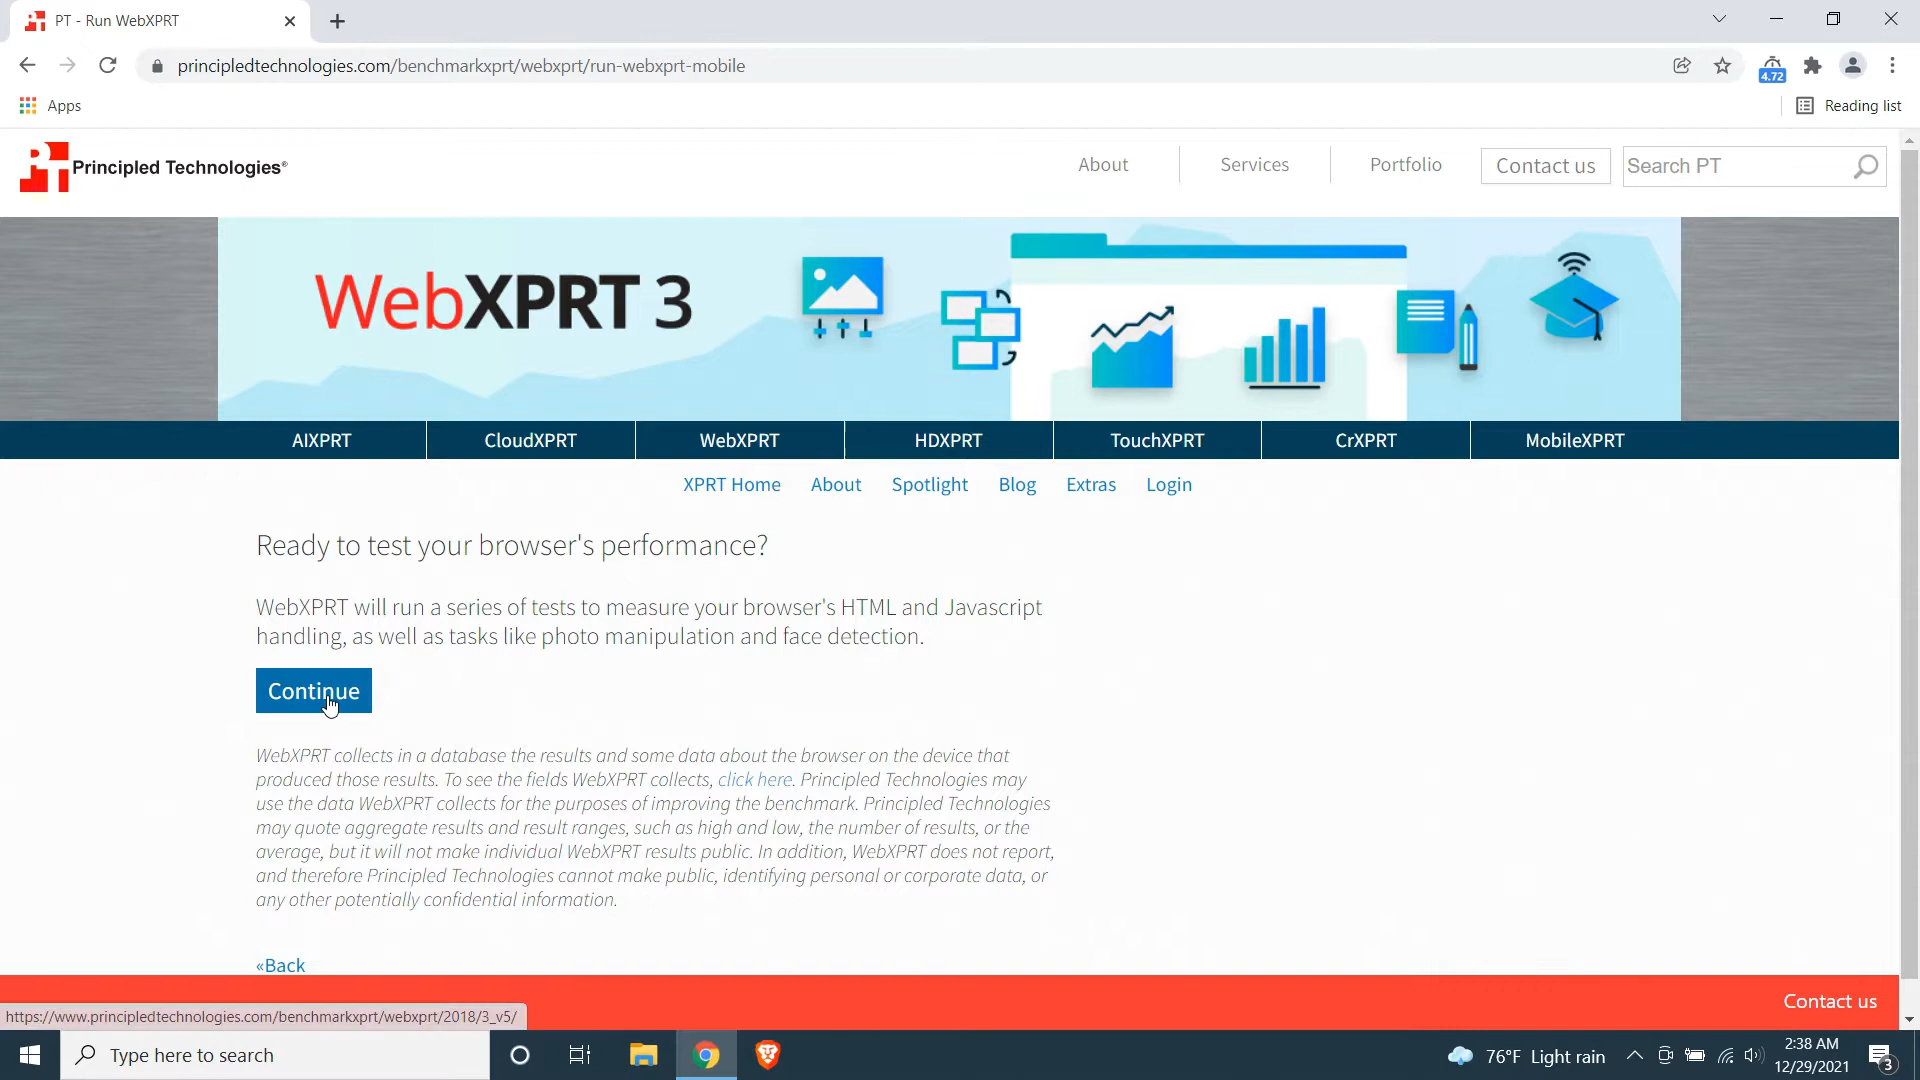 PT - Run WebXPRT
principledtechnologies.com/benchmarkxprt/webxprt/run-webxprt-mobile
4.72
Apps
Reading list
Principled Technologies®
About
Services
Portfolio
Contact us
Search PT
WebXPRT 3
AIXPRT
CloudXPRT
WebXPRT
HDXPRT
TouchXPRT
CrXPRT
MobileXPRT
XPRT Home
About
Spotlight
Blog
Extras
Login
Ready to test your browser's performance?
WebXPRT will run a series of tests to measure your browser's HTML and Javascript
handling, as well as tasks like photo manipulation and face detection.
Continue
WebXPRT collects in a database the results and some data about the browser on the device that
produced those results. To see the fields WebXPRT collects, click here. Principled Technologies may
use the data WebXPRT collects for the purposes of improving the benchmark. Principled Technologies
may quote aggregate results and result ranges, such as high and low, the number of results, or the
average, but it will not make individual WebXPRT results public. In addition, WebXPRT does not report,
and therefore Principled Technologies cannot make public, identifying personal or corporate data, or
any other potentially confidential information.
«Back
Contact us
https://www.principledtechnologies.com/benchmarkxprt/webxprt/2018/3_v5/
Type here to search
76°F Light rain
2:38 AM
12/29/2021
3